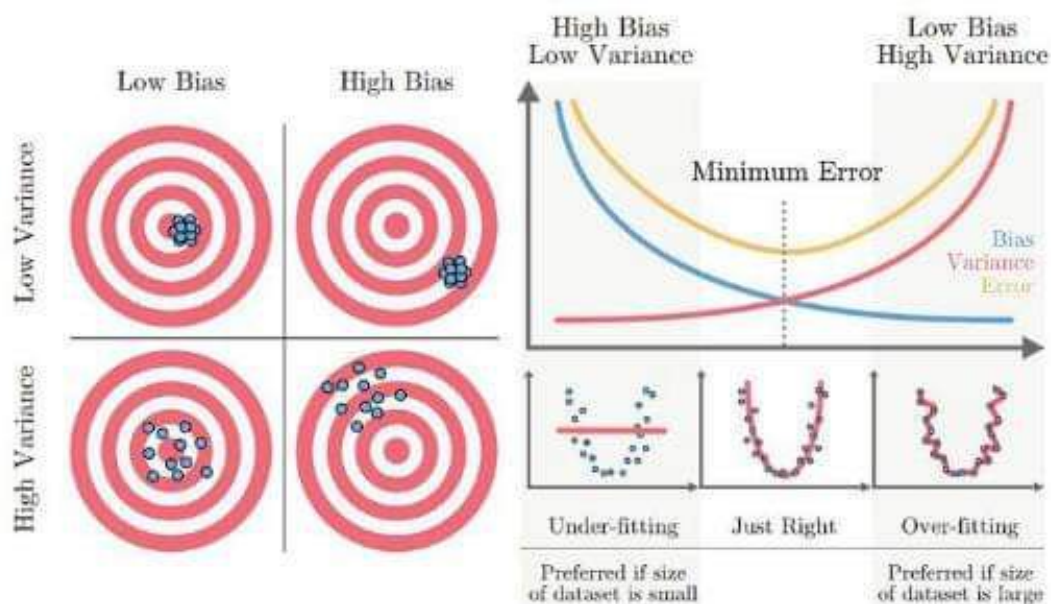 Low Bias
High Bias
Low Variance
High Variance
High Bias
Low Variance
Low Bias
High Variance
Minimum Error
Bias
Variance
Error
Under-fitting
Just Right
Over-fitting
Preferred if size
of dataset is small
Preferred if size
of dataset is large